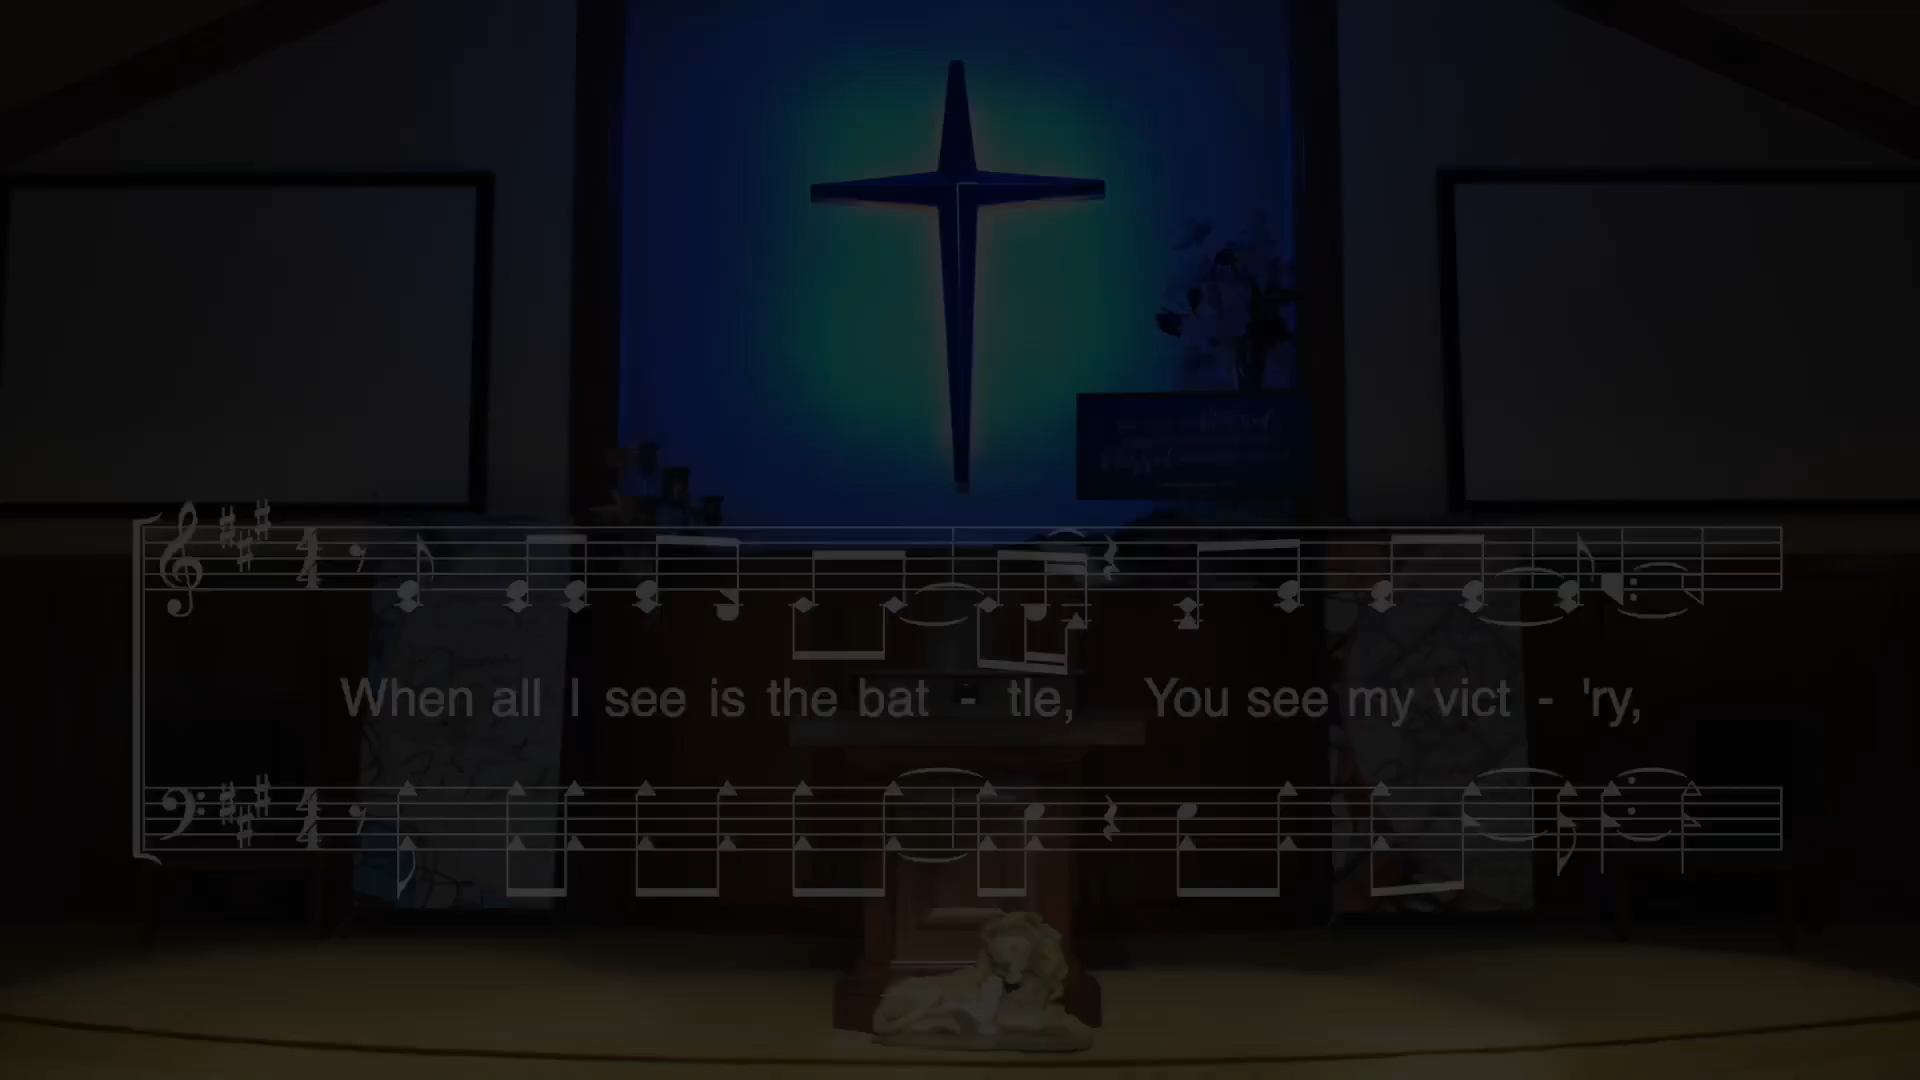 When all I see is the bat - tle, You see my vict - 'ry,